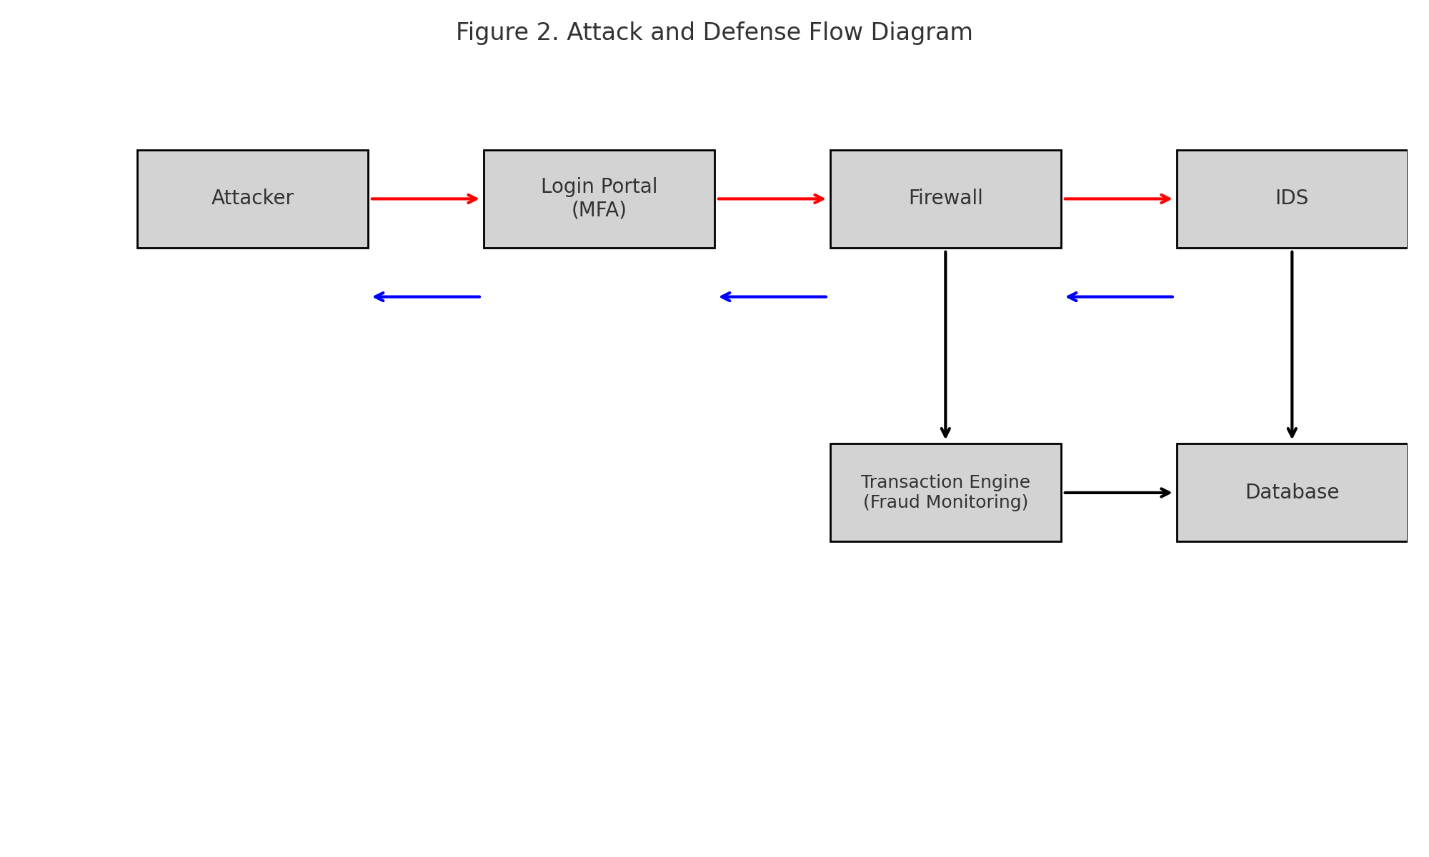 Figure 2. Attack and Defense Flow Diagram
Attacker
Login Portal
(MFA)
Firewall
IDS
Transaction Engine
(Fraud Monitoring)
Database